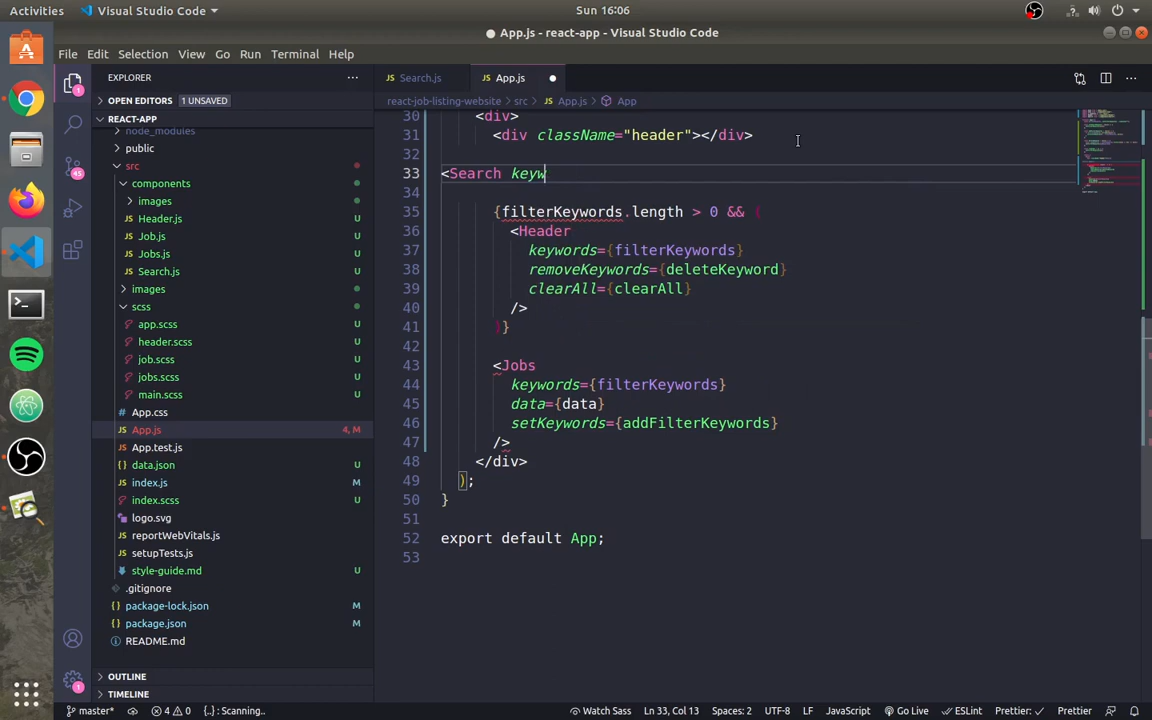 Activities
Visual Studio Code
Sun 16:06
App.js - react-app - Visual Studio Code
File Edit Selection View Go Run Terminal Help
EXPLORER
OPEN EDITORS 1 UNSAVED
REACT-APP
node_modules
public
src
components
images
Header.js
Job.js
Jobs.js
Search.js
images
scss
app.scss U
header.scss U
job.scss U
jobs.scss U
main.scss U
App.css
App.js 4, M
App.test.js
data.json U
index.js M
index.scss U
logo.svg
reportWebVitals.js
setupTests.js
style-guide.md U
.gitignore
package-lock.json M
package.json M
README.md
OUTLINE
TIMELINE
Search.js App.js
react-job-listing-website > src > JS App.js > App
30 <div>
31 <div className="header"></div>
32
33 <Search keyw
34
35 {filterKeywords.length > 0 && (
36 <Header
37 keywords={filterKeywords}
38 removeKeywords={deleteKeyword}
39 clearAll={clearAll}
40 />
41 )}
42
43 <Jobs
44 keywords={filterKeywords}
45 data={data}
46 setKeywords={addFilterKeywords}
47 />
48 </div>
49 );
50 }
51
52 export default App;
53
master* 4 0 {..}: Scanning.. Watch Sass Ln 33, Col 13 Spaces: 2 UTF-8 LF JavaScript Go Live ESLint Prettier: ✓ Prettier